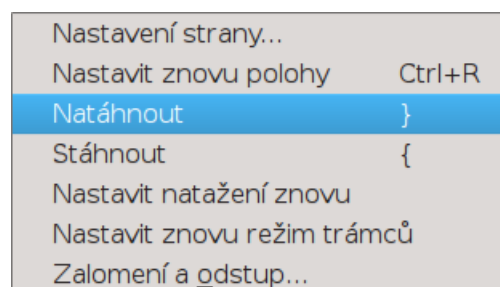 Nastavení strany...
Nastavit znovu polohy Ctrl+R
Natáhnout }
Stáhnout {
Nastavit natažení znovu
Nastavit znovu režim trámců
Zalomení a odstup...